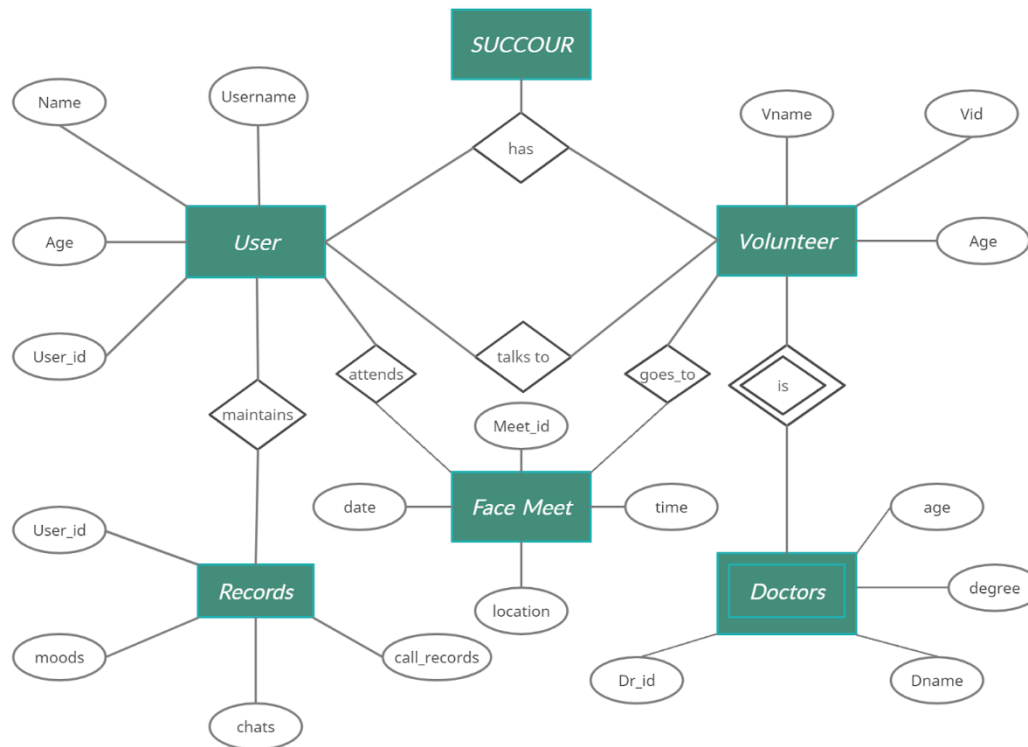 SUCCOUR
Name
Username
has
Vname
Vid
Age
User
Volunteer
Age
User_id
talks to
attends
goes_to
is
maintains
Meet_id
date
Face Meet
time
age
User_id
Records
location
Doctors
degree
moods
call_records
Dr_id
Dname
chats